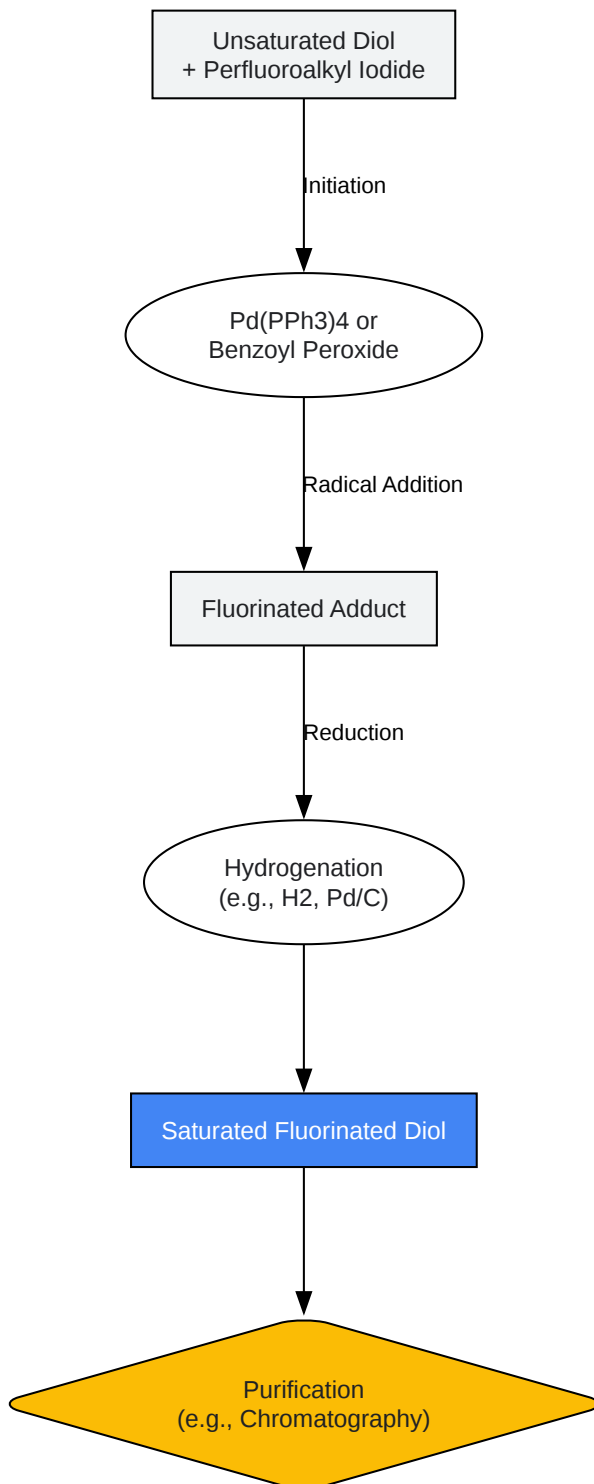 Unsaturated Diol
+ Perfluoroalkyl Iodide
Initiation
Pd(PPh3)4 or
Benzoyl Peroxide
Radical Addition
Fluorinated Adduct
Reduction
Hydrogenation
(e.g., H2, Pd/C)
Saturated Fluorinated Diol
Purification
(e.g., Chromatography)